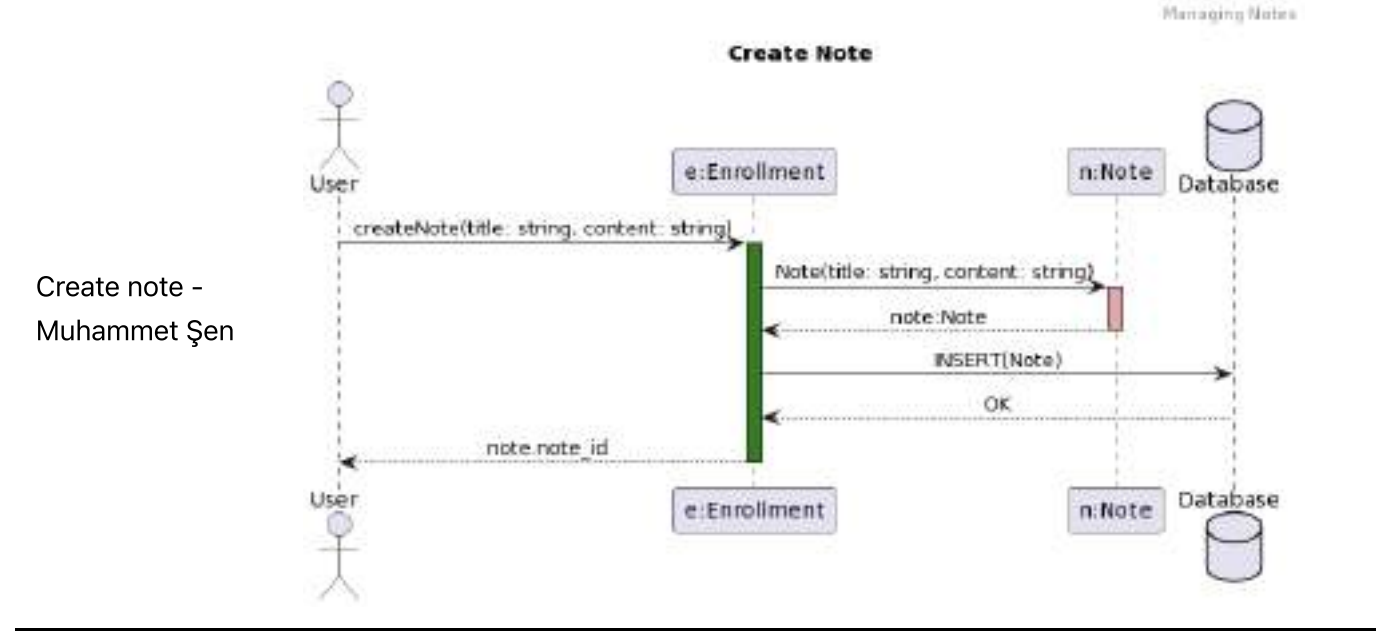 Managing Notes
Create Note
User
e:Enrollment
n:Note
Database
createNote(title: string, content: string)
Note(title: string, content: string)
note:Note
Create note -
Muhammet Şen
INSERT(Note)
OK
note.note_id
User
e:Enrollment
n:Note
Database